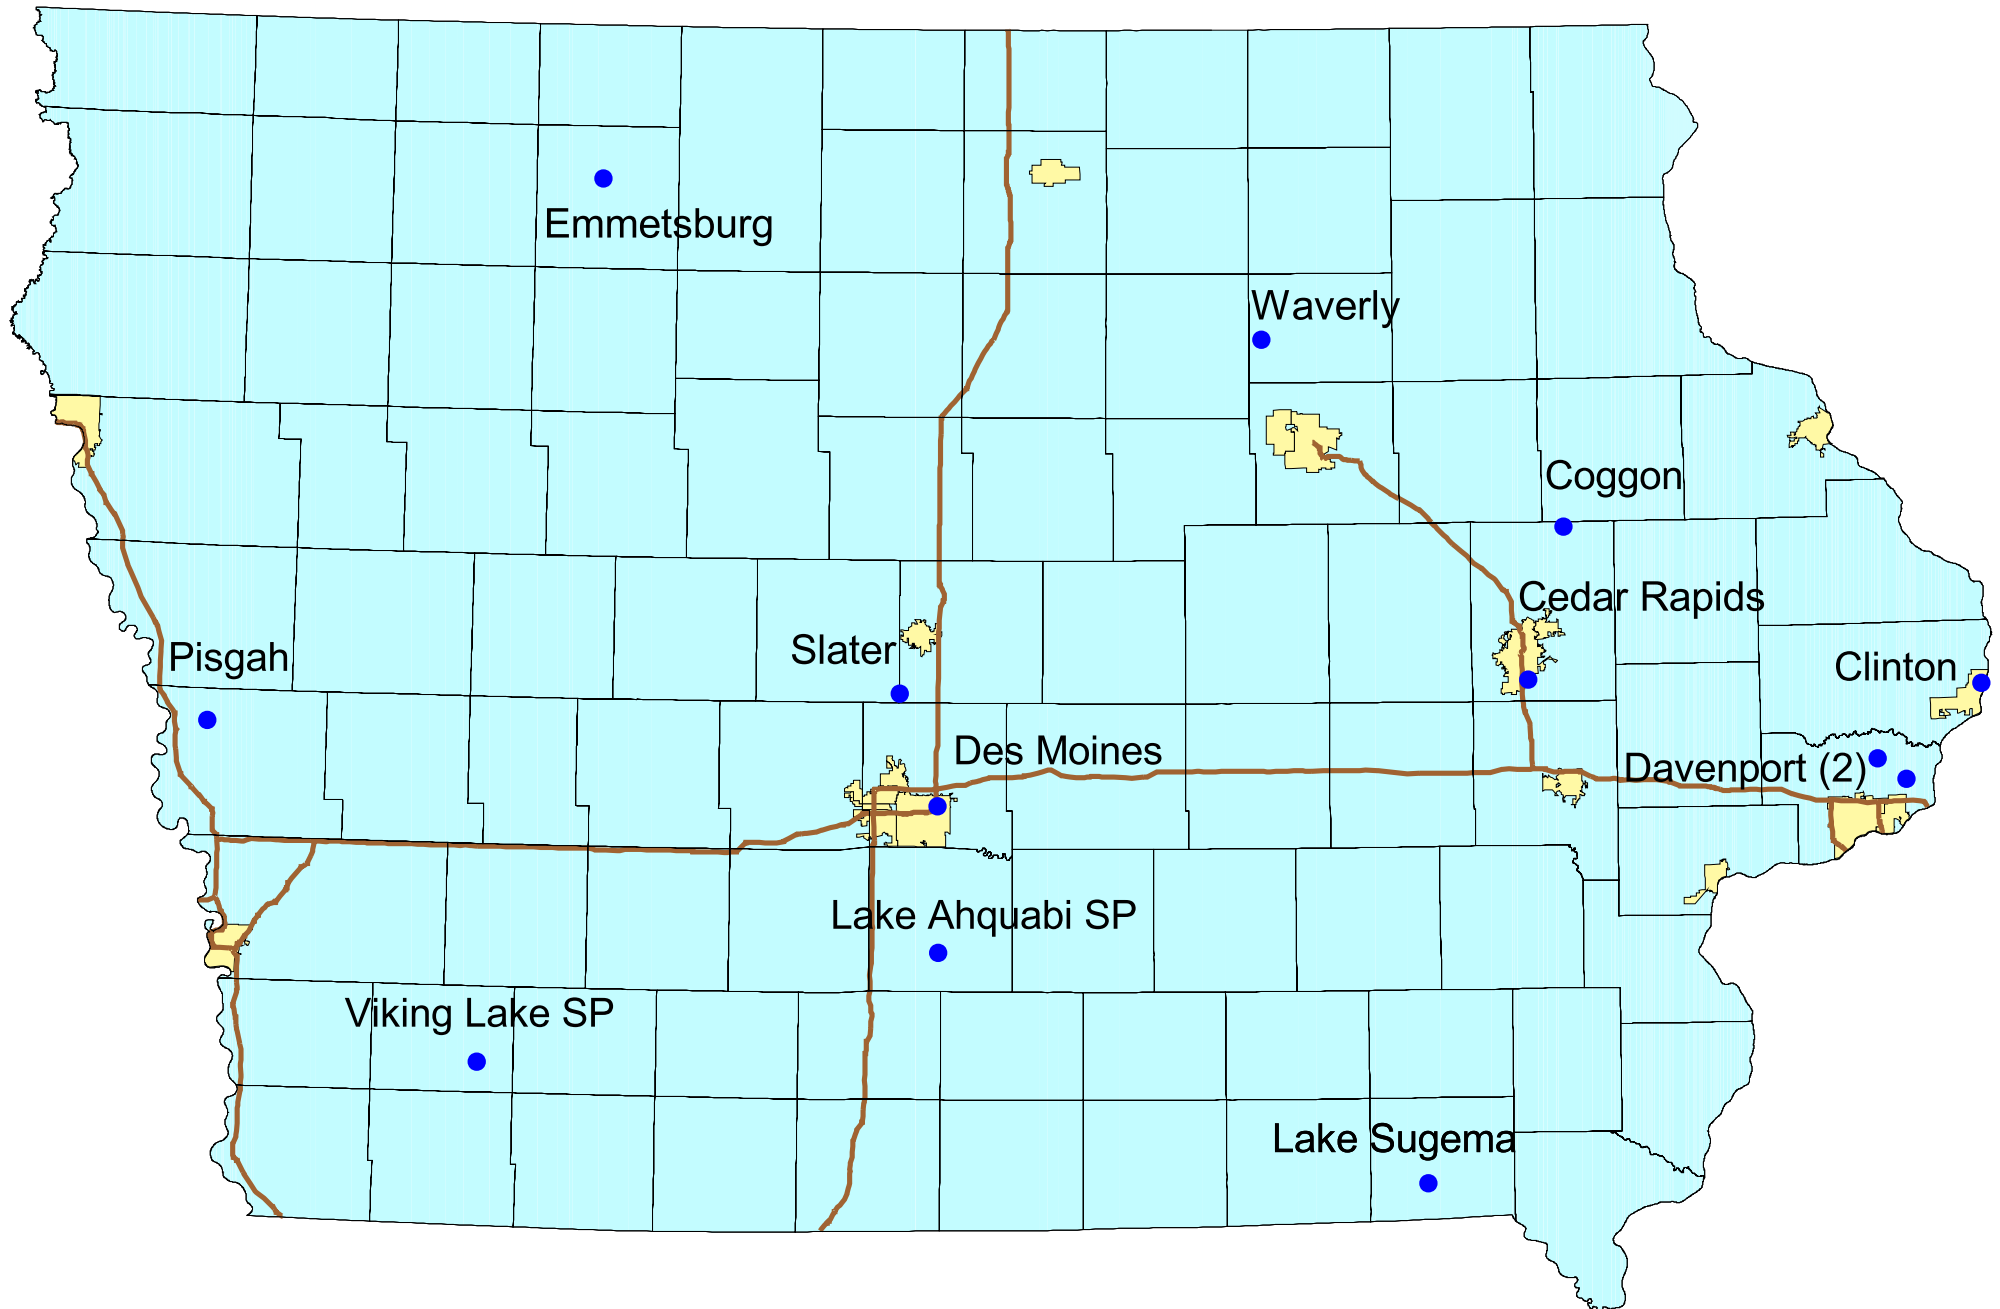 Emmetsburg
Waverly
Coggon
Cedar Rapids
Slater
Pisgah
Clinton
Des Moines
Davenport (2)
Lake Ahquabi SP
Viking Lake SP
Lake Sugema